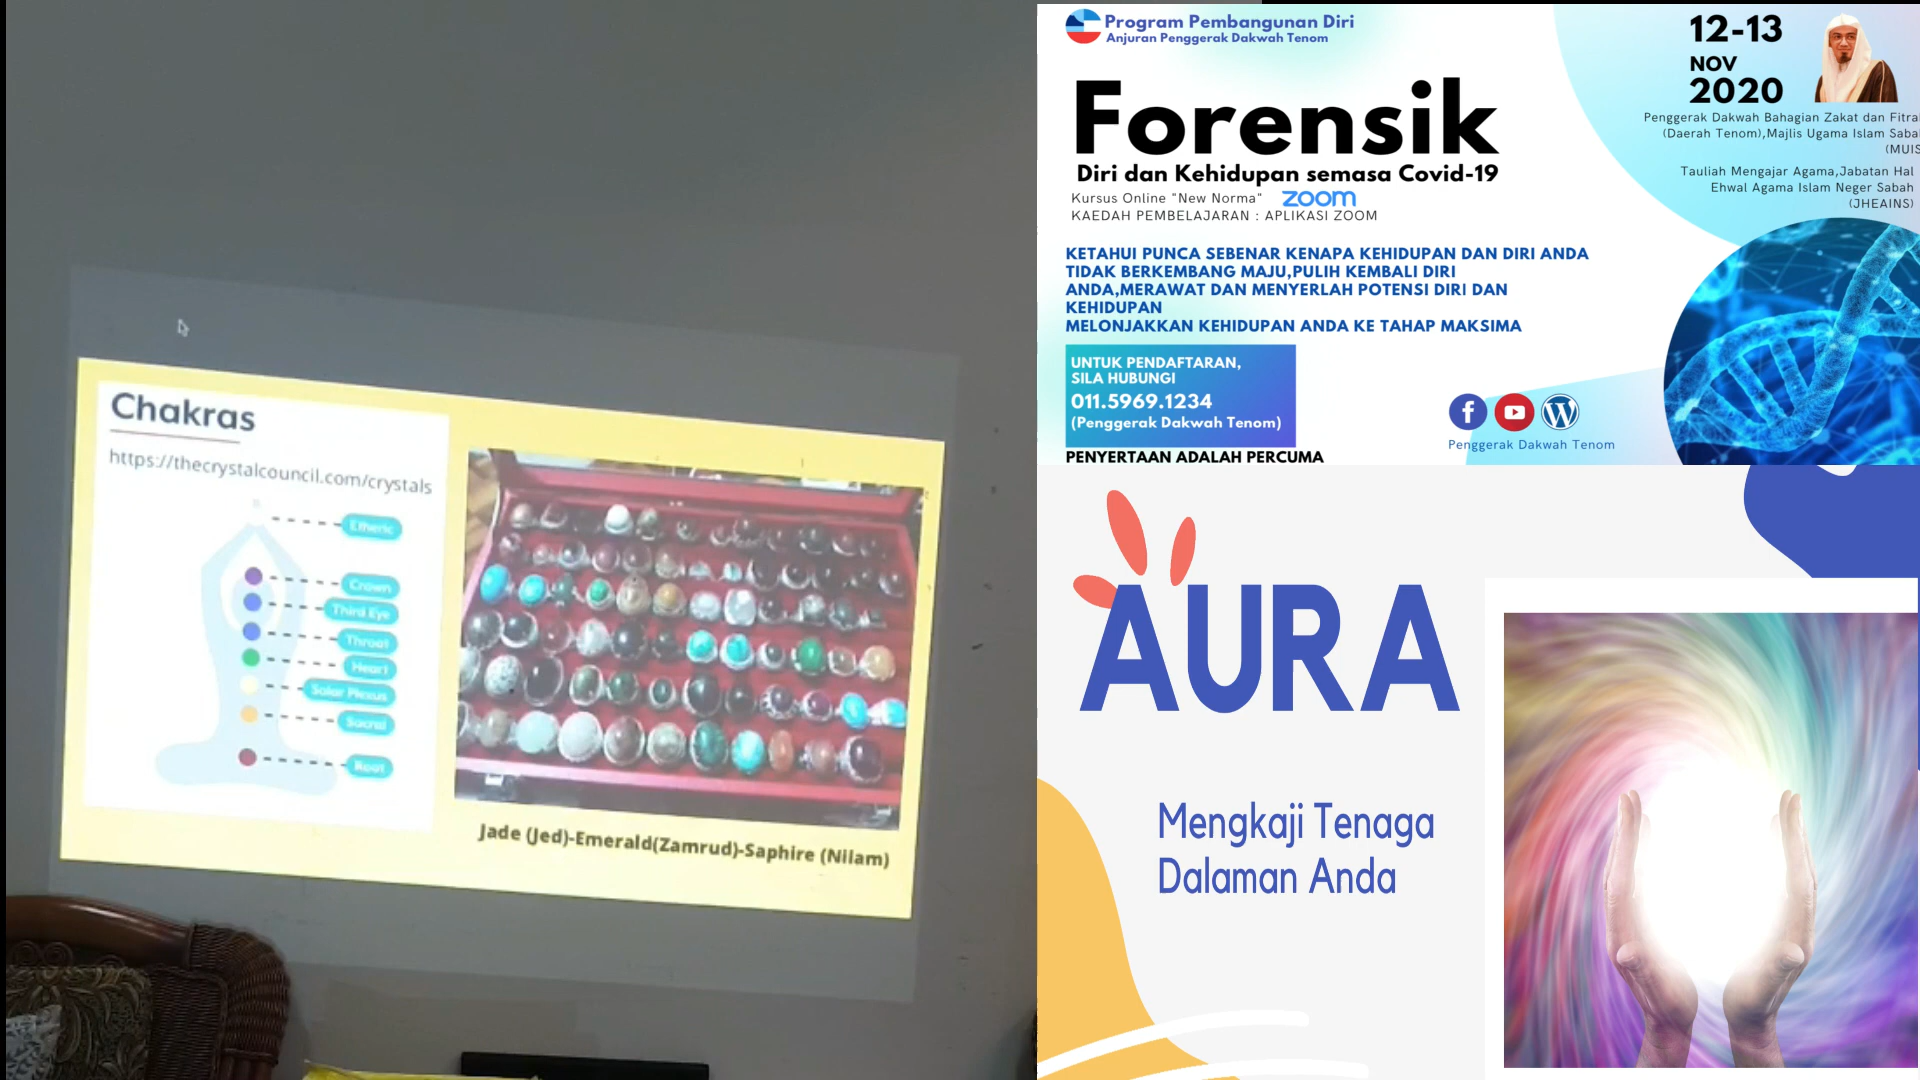 Chakras
https://thecrystalcouncil.com/crystals
Etheric
Crown
Third Eye
Throat
Heart
Solar Plexus
Sacral
Root
Jade (Jed)-Emerald(Zamrud)-Saphire (Nilam)
Program Pembangunan Diri
Anjuran Penggerak Dakwah Tenom
Forensik
Diri dan Kehidupan semasa Covid-19
Kursus Online "New Norma" zoom
KAEDAH PEMBELAJARAN : APLIKASI ZOOM
KETAHUI PUNCA SEBENAR KENAPA KEHIDUPAN DAN DIRI ANDA
TIDAK BERKEMBANG MAJU,PULIH KEMBALI DIRI
ANDA,MERAWAT DAN MENYERLAH POTENSI DIRI DAN
KEHIDUPAN
MELONJAKKAN KEHIDUPAN ANDA KE TAHAP MAKSIMA
UNTUK PENDAFTARAN,
SILA HUBUNGI
011.5969.1234
(Penggerak Dakwah Tenom)
PENYERTAAN ADALAH PERCUMA
12-13
NOV
2020
Penggerak Dakwah Bahagian Zakat dan Fitra
(Daerah Tenom),Majlis Ugama Islam Saba
(MUIS
Tauliah Mengajar Agama,Jabatan Hal
Ehwal Agama Islam Neger Sabah
(JHEAINS)
Penggerak Dakwah Tenom
AURA
Mengkaji Tenaga
Dalaman Anda